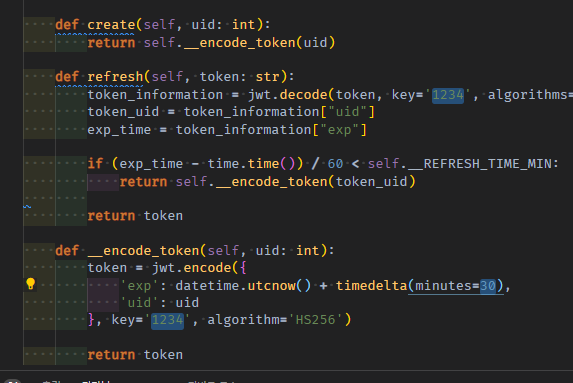 def create(self, uid: int):
return self.__encode_token(uid)
def refresh(self, token: str):
token_information = jwt.decode(token, key='1234', algorithms=
token_uid = token_information["uid"]
exp_time = token_information["exp"]
if (exp_time - time.time()) / 60 < self.__REFRESH_TIME_MIN:
return self.__encode_token(token_uid)
return token
def __encode_token(self, uid: int):
token = jwt.encode({
'exp': datetime.utcnow() + timedelta(minutes=30),
'uid': uid
}, key='1234', algorithm='HS256')
return token